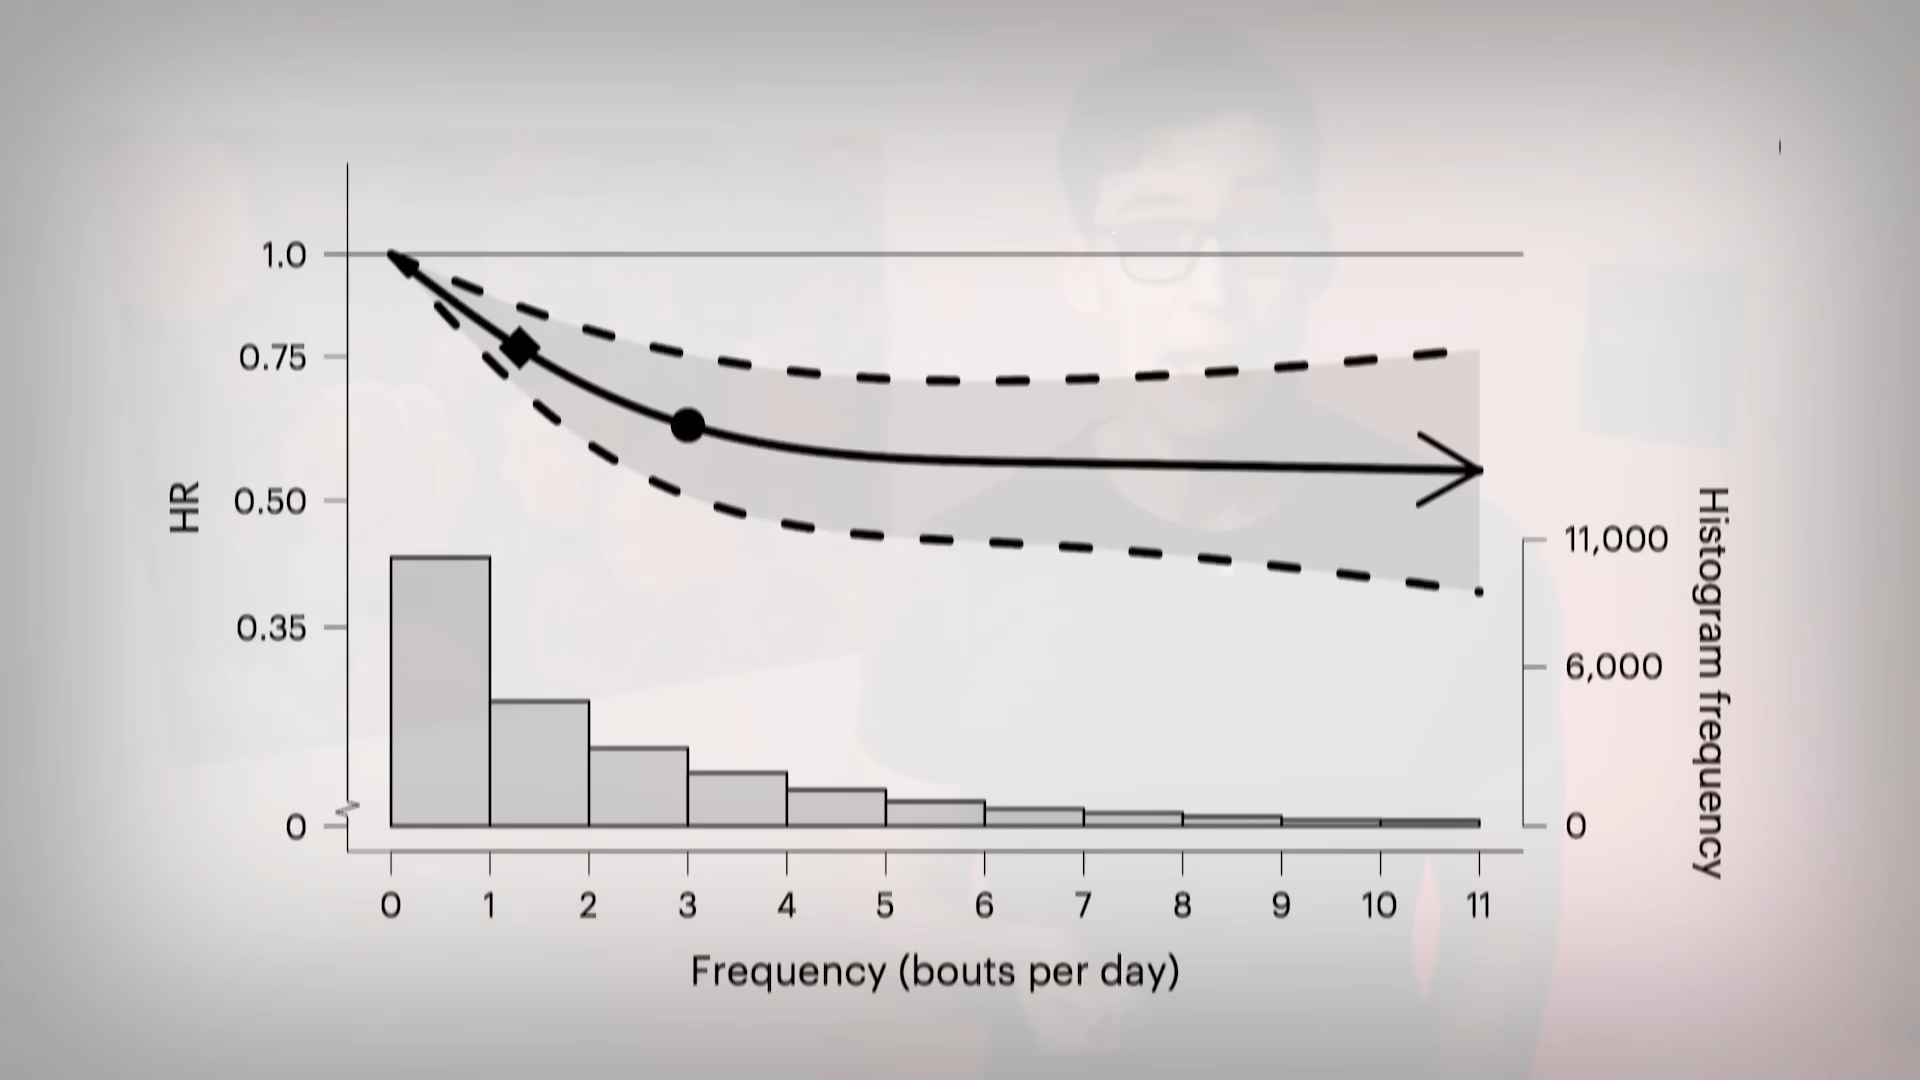 1.0
0.75
0.50
0.35
0
HR
11,000
6,000
0
Histogram frequency
0 1 2 3 4 5 6 7 8 9 10 11
Frequency (bouts per day)